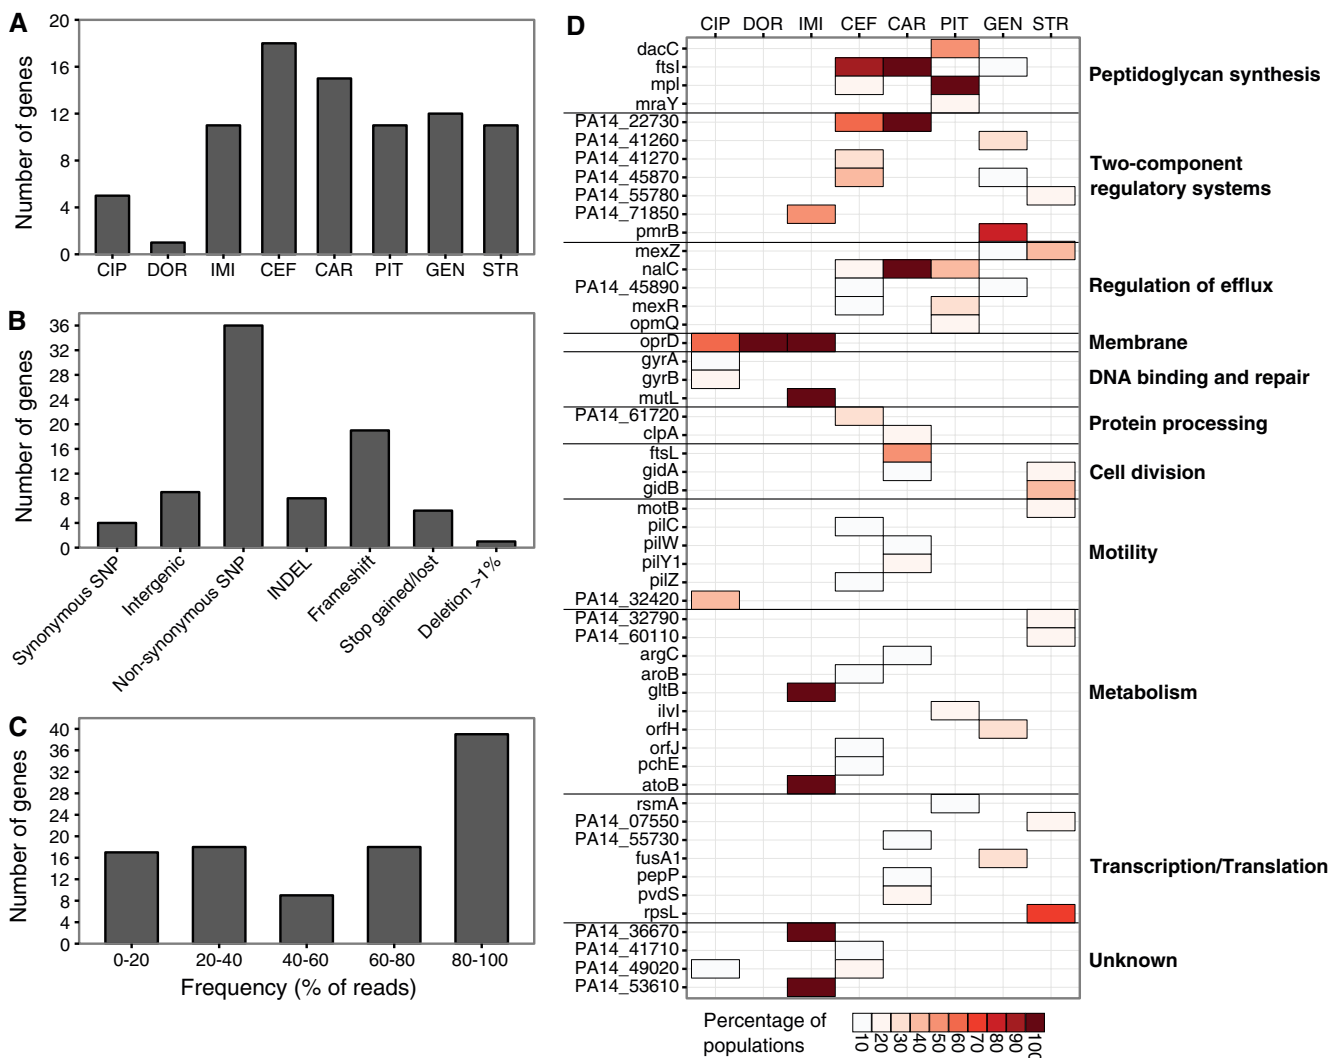 A
Number of genes
20
16
12
8
4
0
CIP DOR IMI CEF CAR PIT GEN STR
B
Number of genes
36
32
28
24
20
16
12
8
4
0
Synonymous SNP
Intergenic
Non-synonymous SNP
INDEL
Frameshift
Stop gained/lost
Deletion >1%
C
Number of genes
40
36
32
28
24
20
16
12
8
4
0
0-20 20-40 40-60 60-80 80-100
Frequency (% of reads)
D
CIP DOR IMI CEF CAR PIT GEN STR
dacC
ftsI
mpl
mraY
Peptidoglycan synthesis
PA14_22730
PA14_41260
PA14_41270
PA14_45870
PA14_55780
PA14_71850
pmrB
Two-component
regulatory systems
mexZ
nalC
PA14_45890
mexR
opmQ
Regulation of efflux
oprD
Membrane
gyrA
gyrB
mutL
DNA binding and repair
PA14_61720
clpA
Protein processing
ftsL
gidA
gidB
Cell division
motB
pilC
pilW
pilY1
pilZ
PA14_32420
Motility
PA14_32790
PA14_60110
argC
aroB
gltB
ilvI
orfH
orfJ
pchE
atoB
Metabolism
rsmA
PA14_07550
PA14_55730
fusA1
pepP
pvdS
rpsL
Transcription/Translation
PA14_36670
PA14_41710
PA14_49020
PA14_53610
Unknown
Percentage of
populations
10 20 30 40 50 60 70 80 90 100